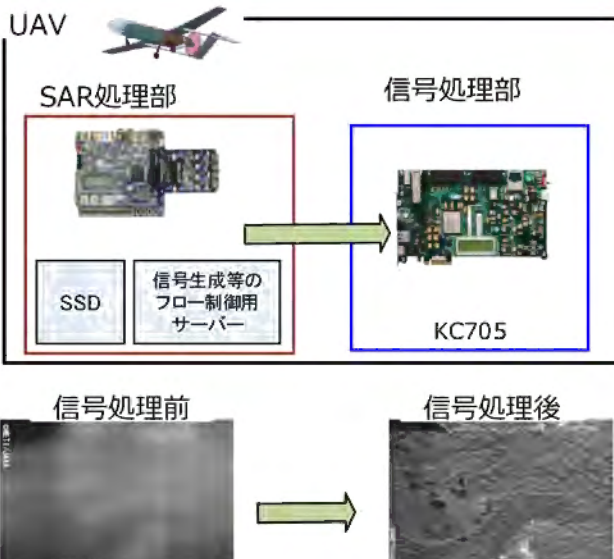 UAV
SAR処理部
信号処理部
SSD
信号生成等の
フロー制御用
サーバー
KC705
信号処理前
信号処理後